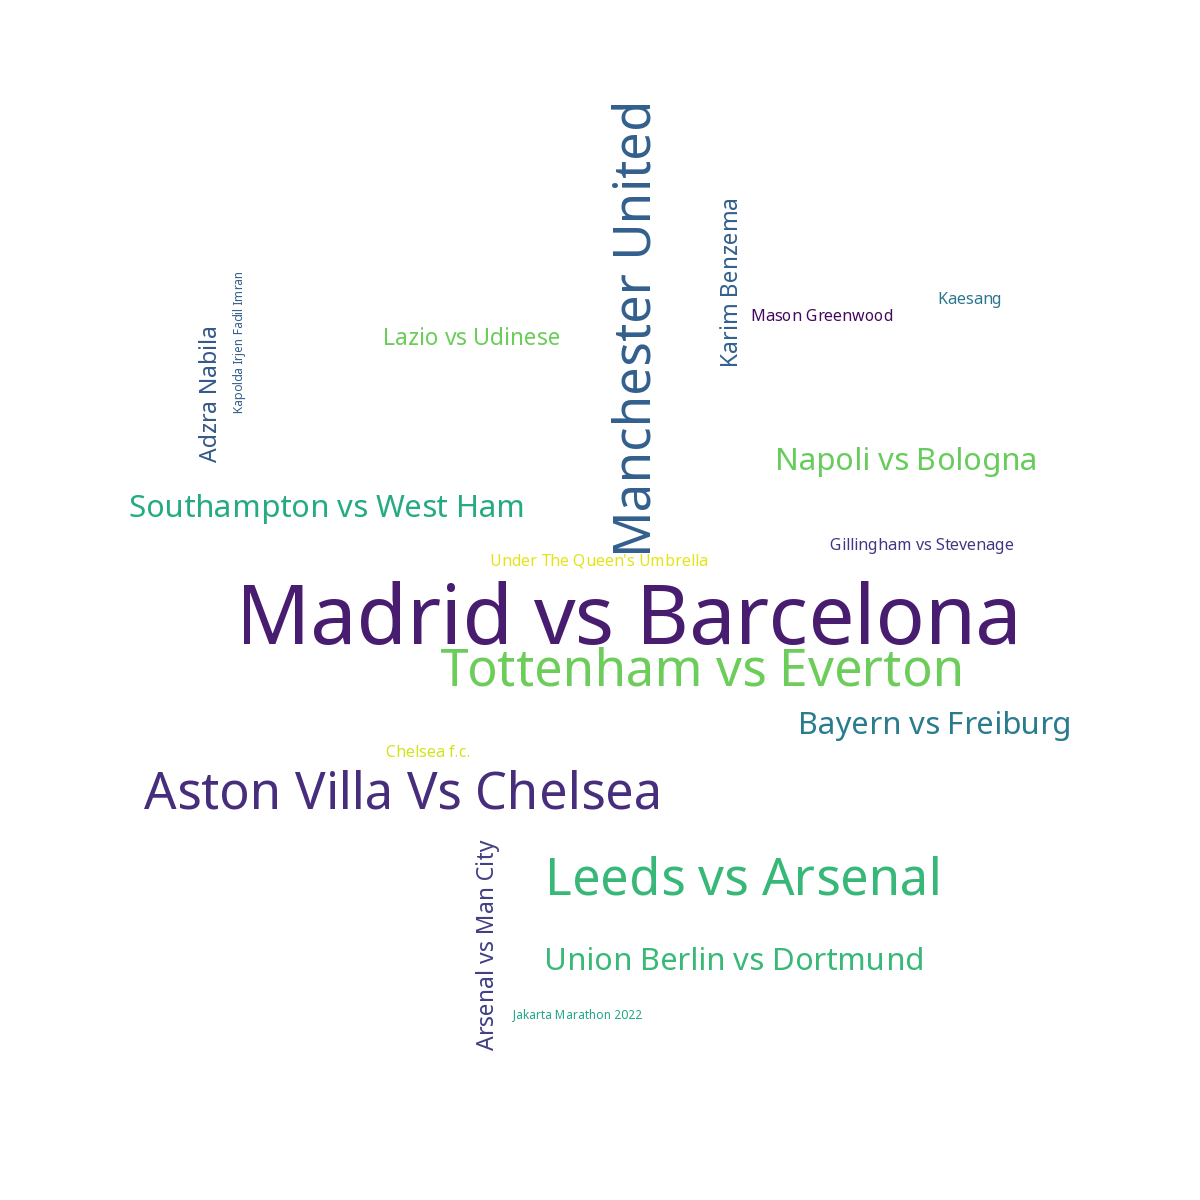 Manchester United
Karim Benzema
Kaesang
Mason Greenwood
Kapolda Irjen Fadil Imran
Adzra Nabila
Lazio vs Udinese
Napoli vs Bologna
Southampton vs West Ham
Gillingham vs Stevenage
Under The Queen's Umbrella
Madrid vs Barcelona
Tottenham vs Everton
Bayern vs Freiburg
Chelsea f.c.
Aston Villa Vs Chelsea
Arsenal vs Man City
Leeds vs Arsenal
Union Berlin vs Dortmund
Jakarta Marathon 2022